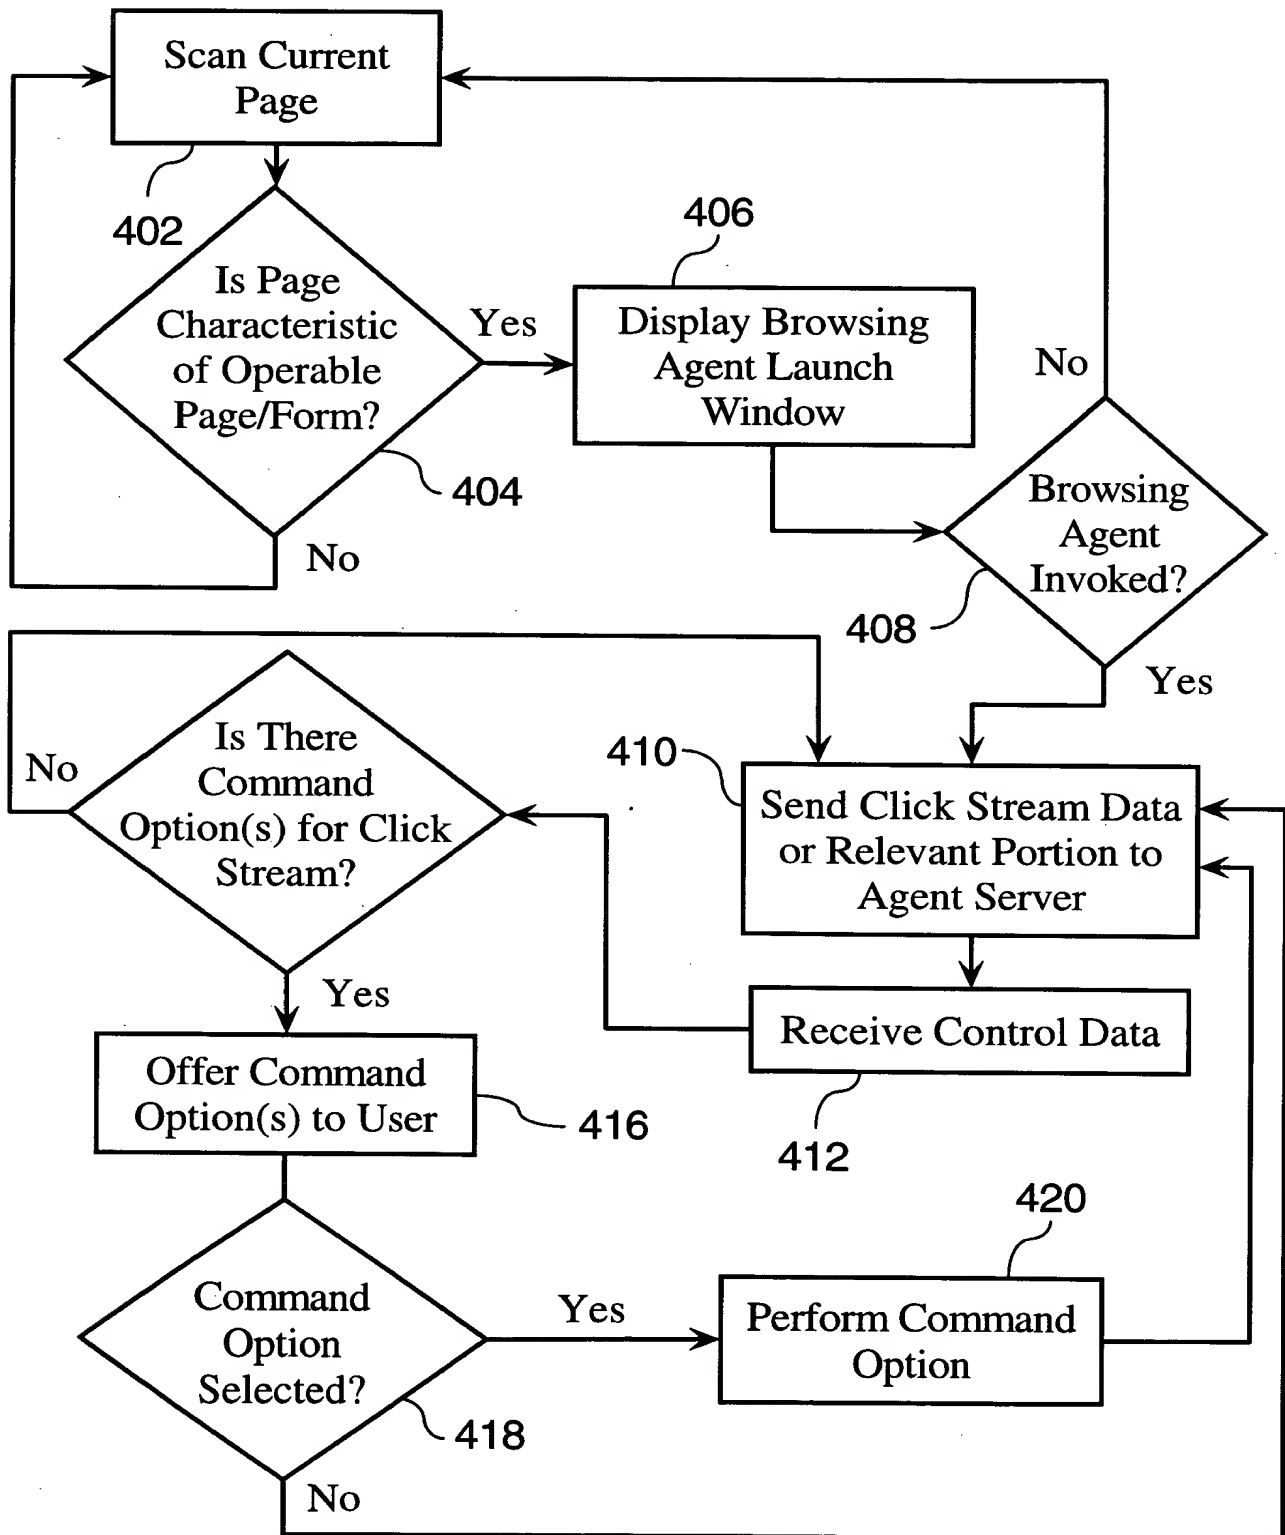 Scan Current
Page
402
Is Page
Characteristic
of Operable
Page/Form?
404
Yes
No
406
Display Browsing
Agent Launch
Window
No
Browsing
Agent
Invoked?
408
Yes
Is There
Command
Option(s) for Click
Stream?
No
Yes
410
Send Click Stream Data
or Relevant Portion to
Agent Server
Receive Control Data
412
Offer Command
Option(s) to User
416
Command
Option
Selected?
418
Yes
No
420
Perform Command
Option